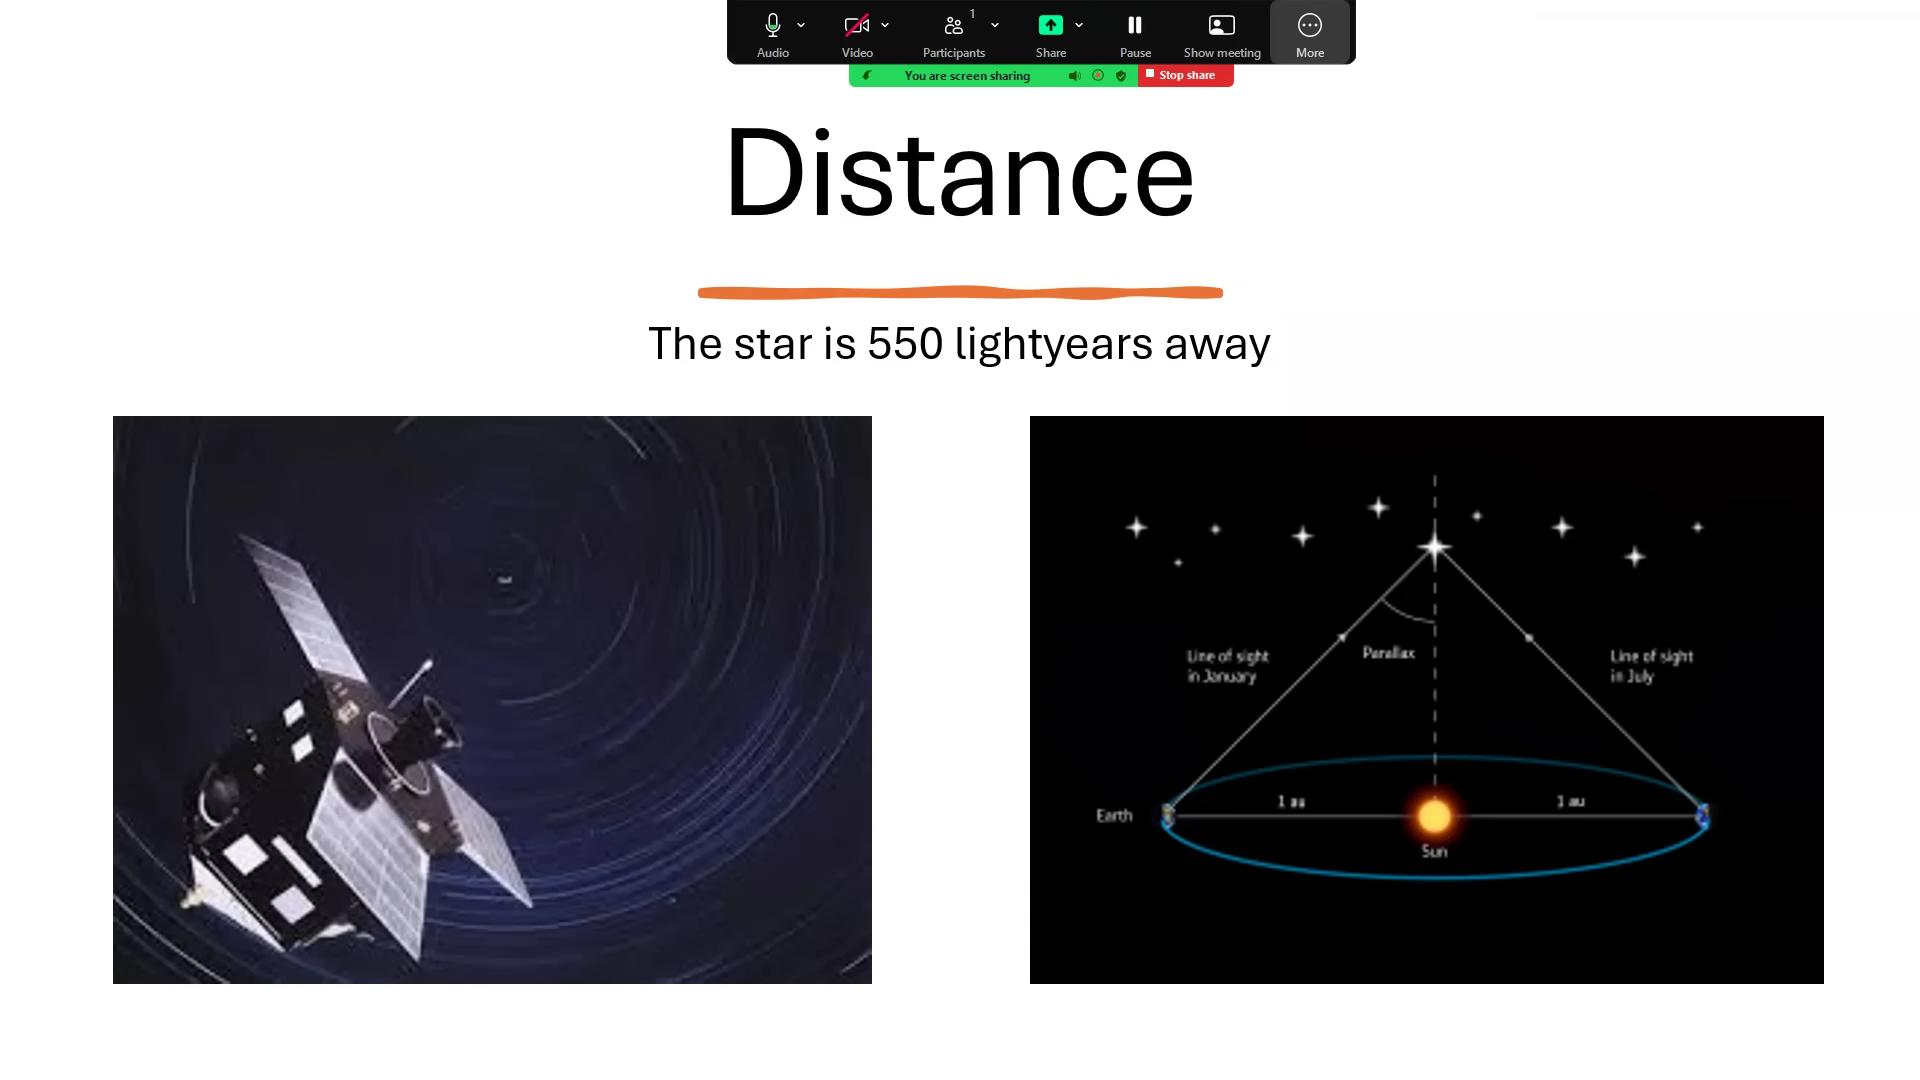 1
Audio
Video
Participants
Share
Pause
Show meeting
More
You are screen sharing
Stop share
Distance
The star is 550 lightyears away
Line of sight
in January
Parallax
Line of sight
in July
Earth
1 au
1 au
Sun